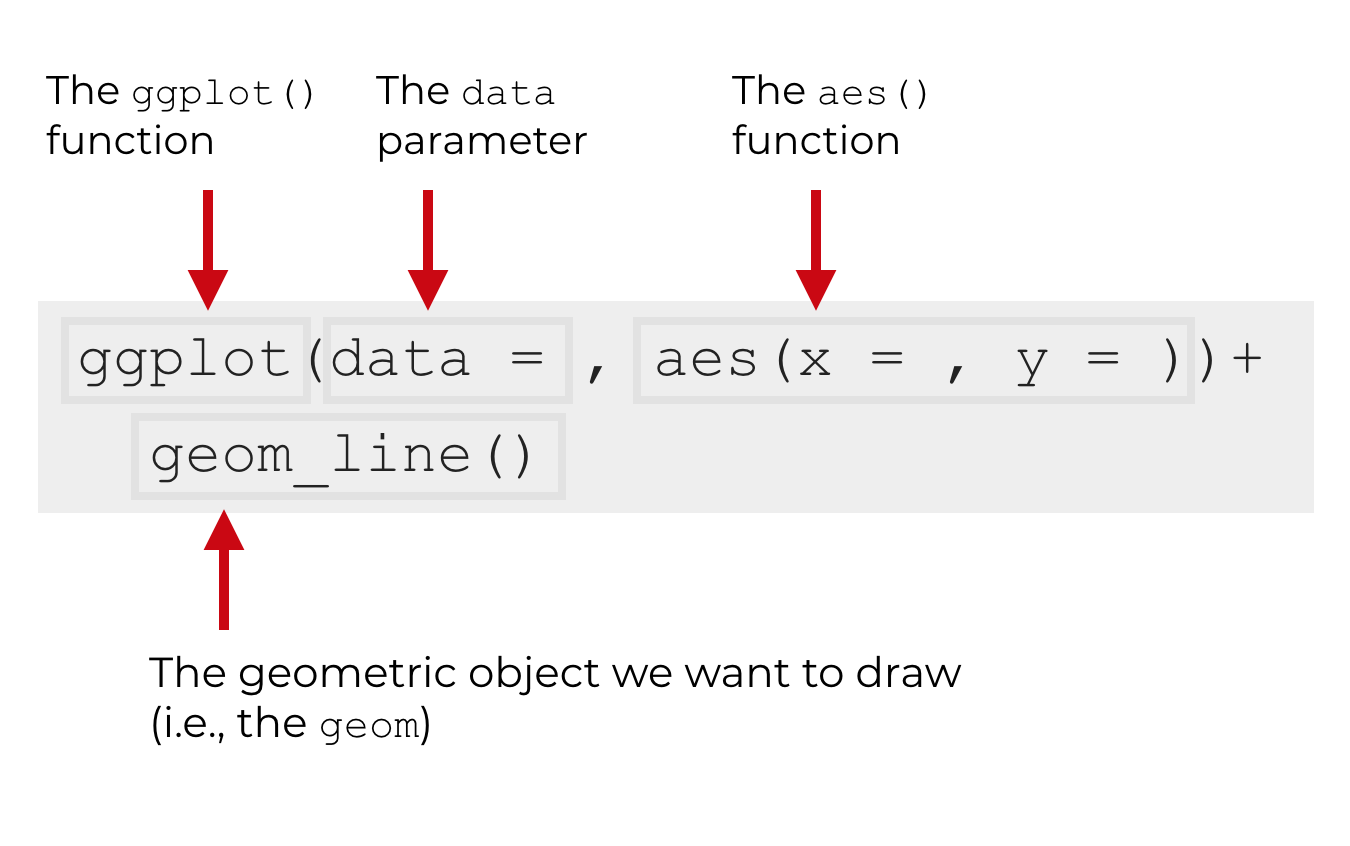 The ggplot()
function
The data
parameter
The aes()
function
ggplot(data = , aes(x = , y = ))+
geom_line()
The geometric object we want to draw
(i.e., the geom)